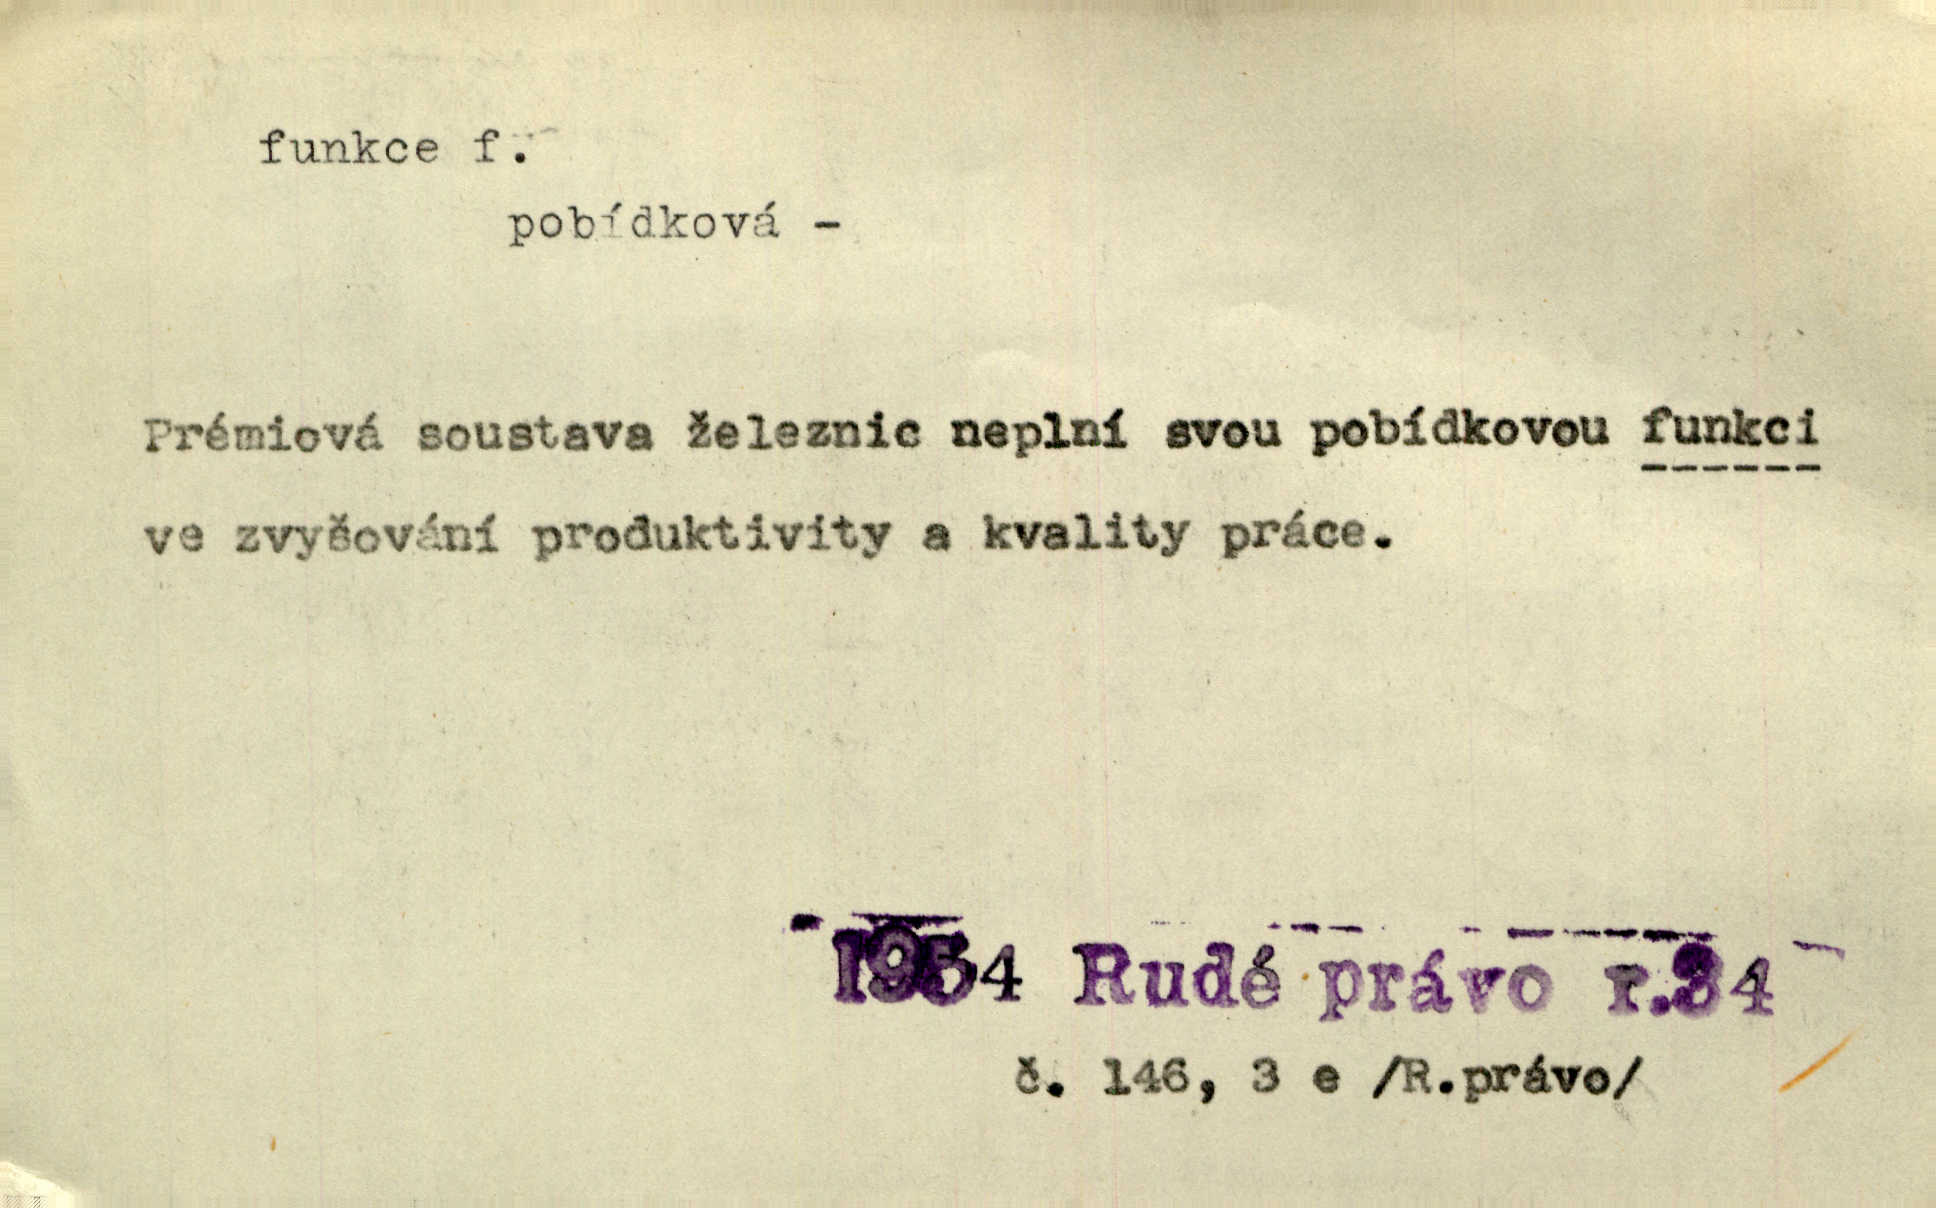 funkce f.
pobídková -
Prémiová soustava železnic neplní svou pobídkovou funkci
ve zvyšování produktivity a kvality práce.
1954 Rudé právo r.34
č. 146, 3 e /R.právo/